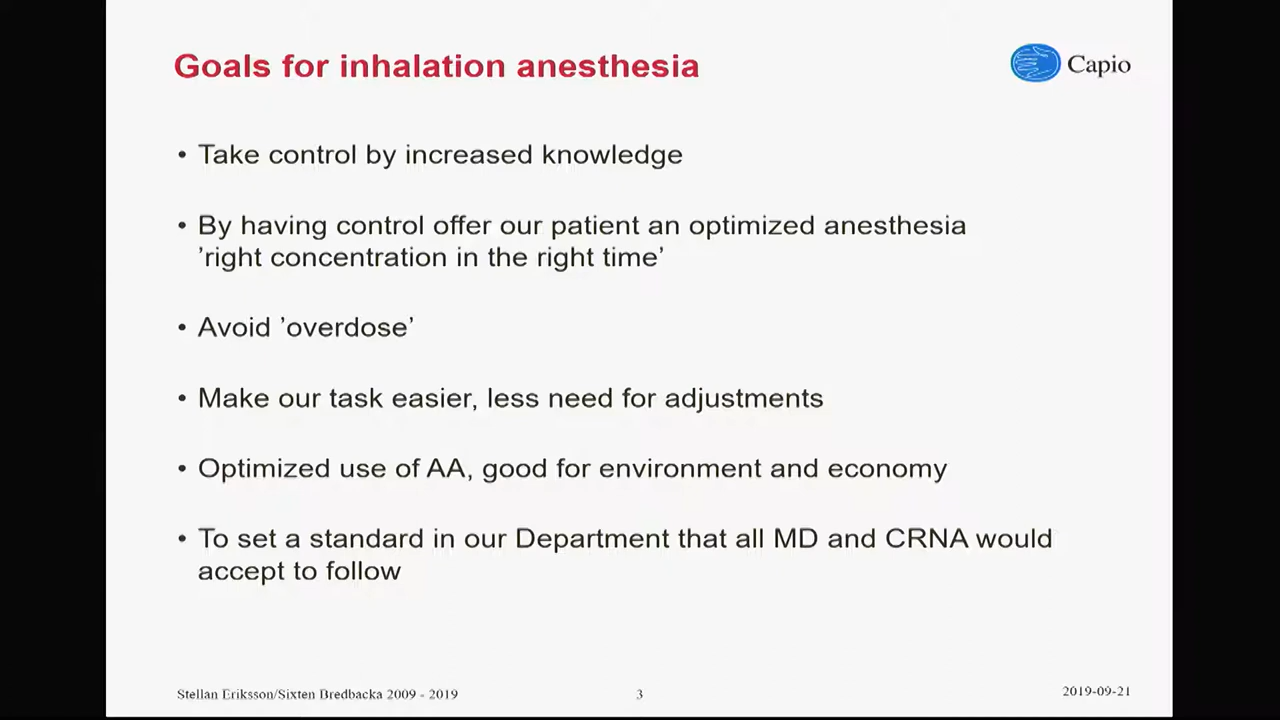 Goals for inhalation anesthesia
Capio
• Take control by increased knowledge
• By having control offer our patient an optimized anesthesia
’right concentration in the right time’
• Avoid ’overdose’
• Make our task easier, less need for adjustments
• Optimized use of AA, good for environment and economy
• To set a standard in our Department that all MD and CRNA would
accept to follow
Stellan Eriksson/Sixten Bredbacka 2009 - 2019
3
2019-09-21